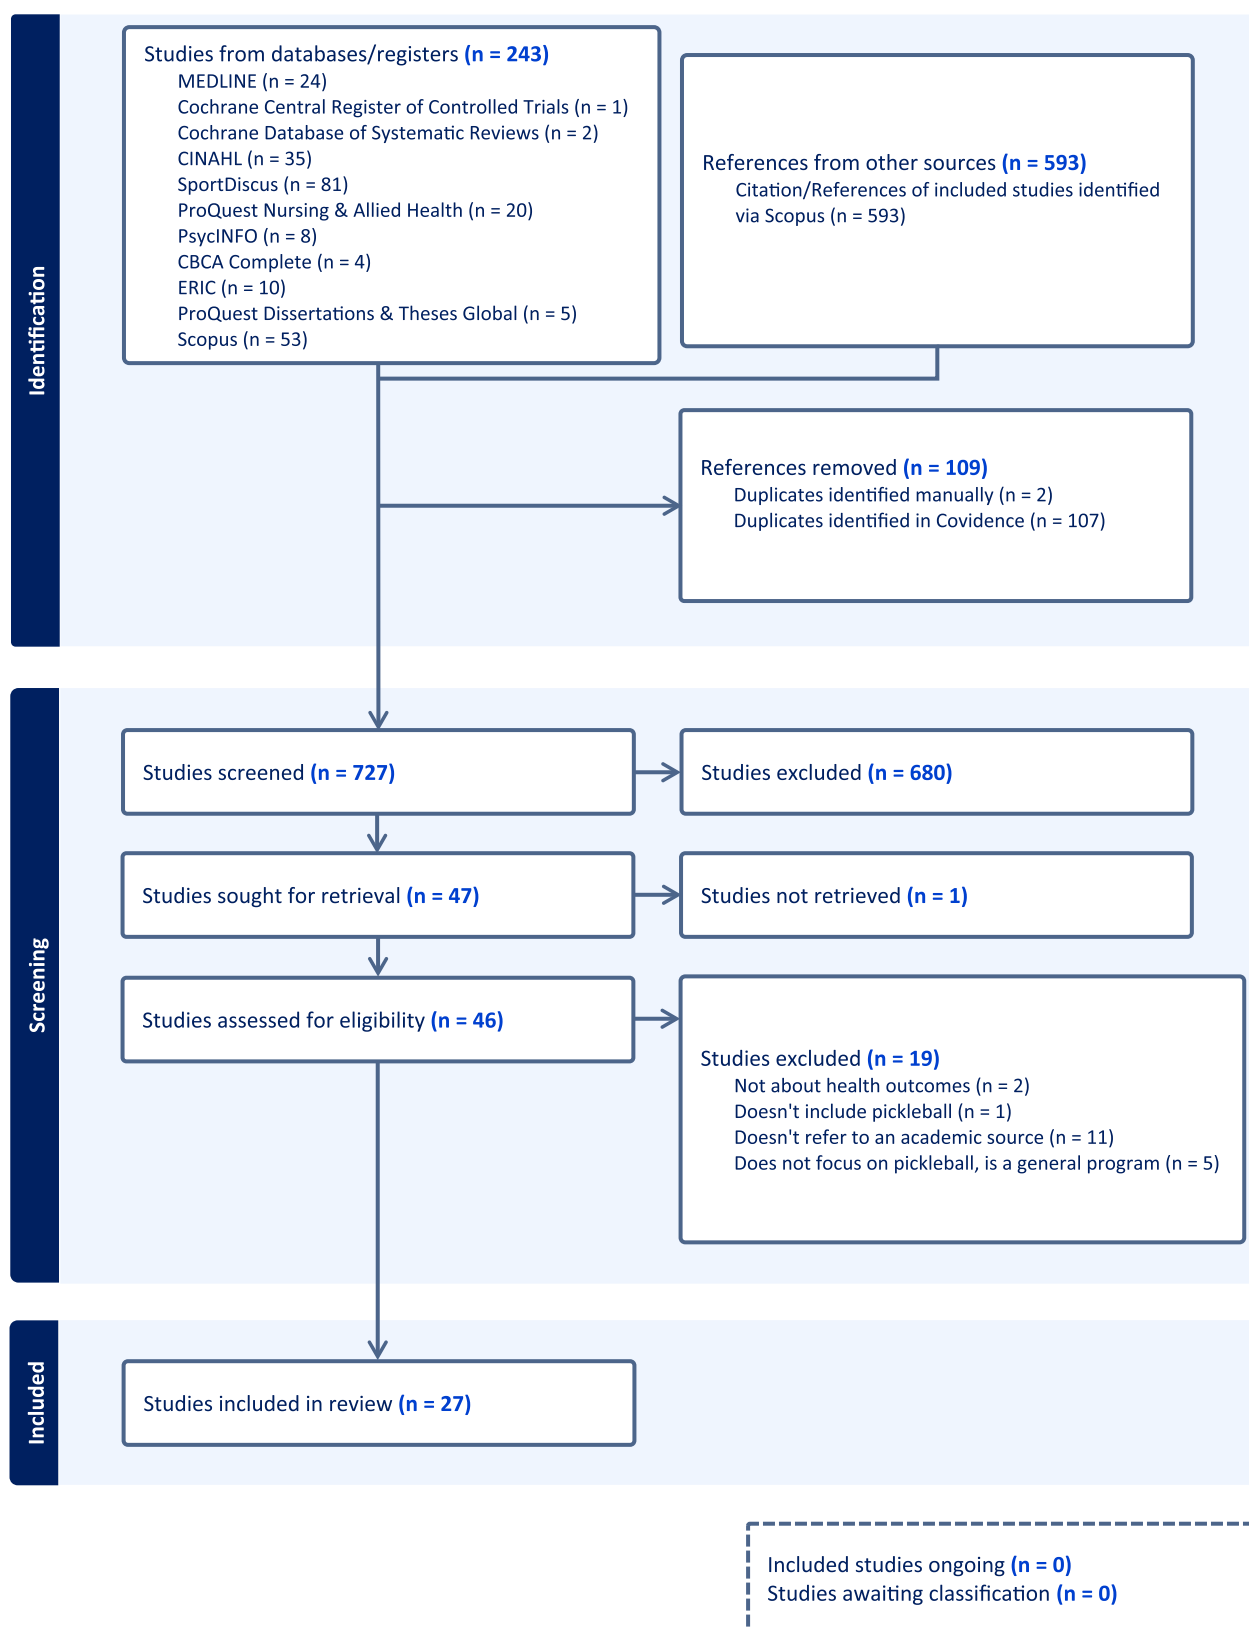 Identification
Studies from databases/registers (n = 243)
MEDLINE (n = 24)
Cochrane Central Register of Controlled Trials (n = 1)
Cochrane Database of Systematic Reviews (n = 2)
CINAHL (n = 35)
SportDiscus (n = 81)
ProQuest Nursing & Allied Health (n = 20)
PsycINFO (n = 8)
CBCA Complete (n = 4)
ERIC (n = 10)
ProQuest Dissertations & Theses Global (n = 5)
Scopus (n = 53)
References from other sources (n = 593)
Citation/References of included studies identified
via Scopus (n = 593)
References removed (n = 109)
Duplicates identified manually (n = 2)
Duplicates identified in Covidence (n = 107)
Screening
Studies screened (n = 727)
Studies excluded (n = 680)
Studies sought for retrieval (n = 47)
Studies not retrieved (n = 1)
Studies assessed for eligibility (n = 46)
Studies excluded (n = 19)
Not about health outcomes (n = 2)
Doesn't include pickleball (n = 1)
Doesn't refer to an academic source (n = 11)
Does not focus on pickleball, is a general program (n = 5)
Included
Studies included in review (n = 27)
Included studies ongoing (n = 0)
Studies awaiting classification (n = 0)